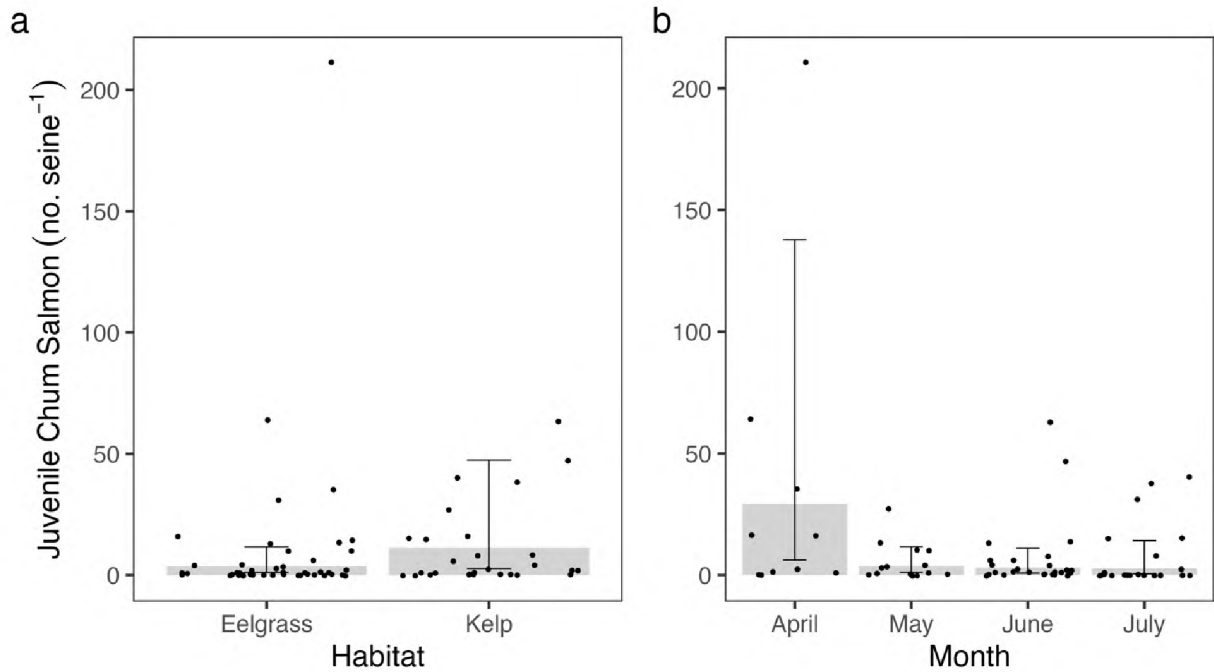 a
Juvenile Chum Salmon (no. seine⁻¹)
200
150
100
50
0
Eelgrass Kelp
Habitat
b
200
150
100
50
0
April May June July
Month